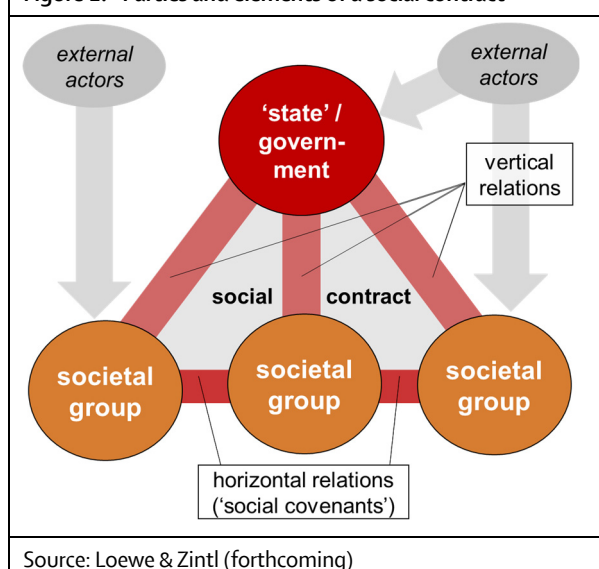 external
actors
external
actors
‘state’ /
govern-
ment
vertical
relations
social contract
societal
group
societal
group
societal
group
horizontal relations
(‘social covenants’)
Source: Loewe & Zintl (forthcoming)